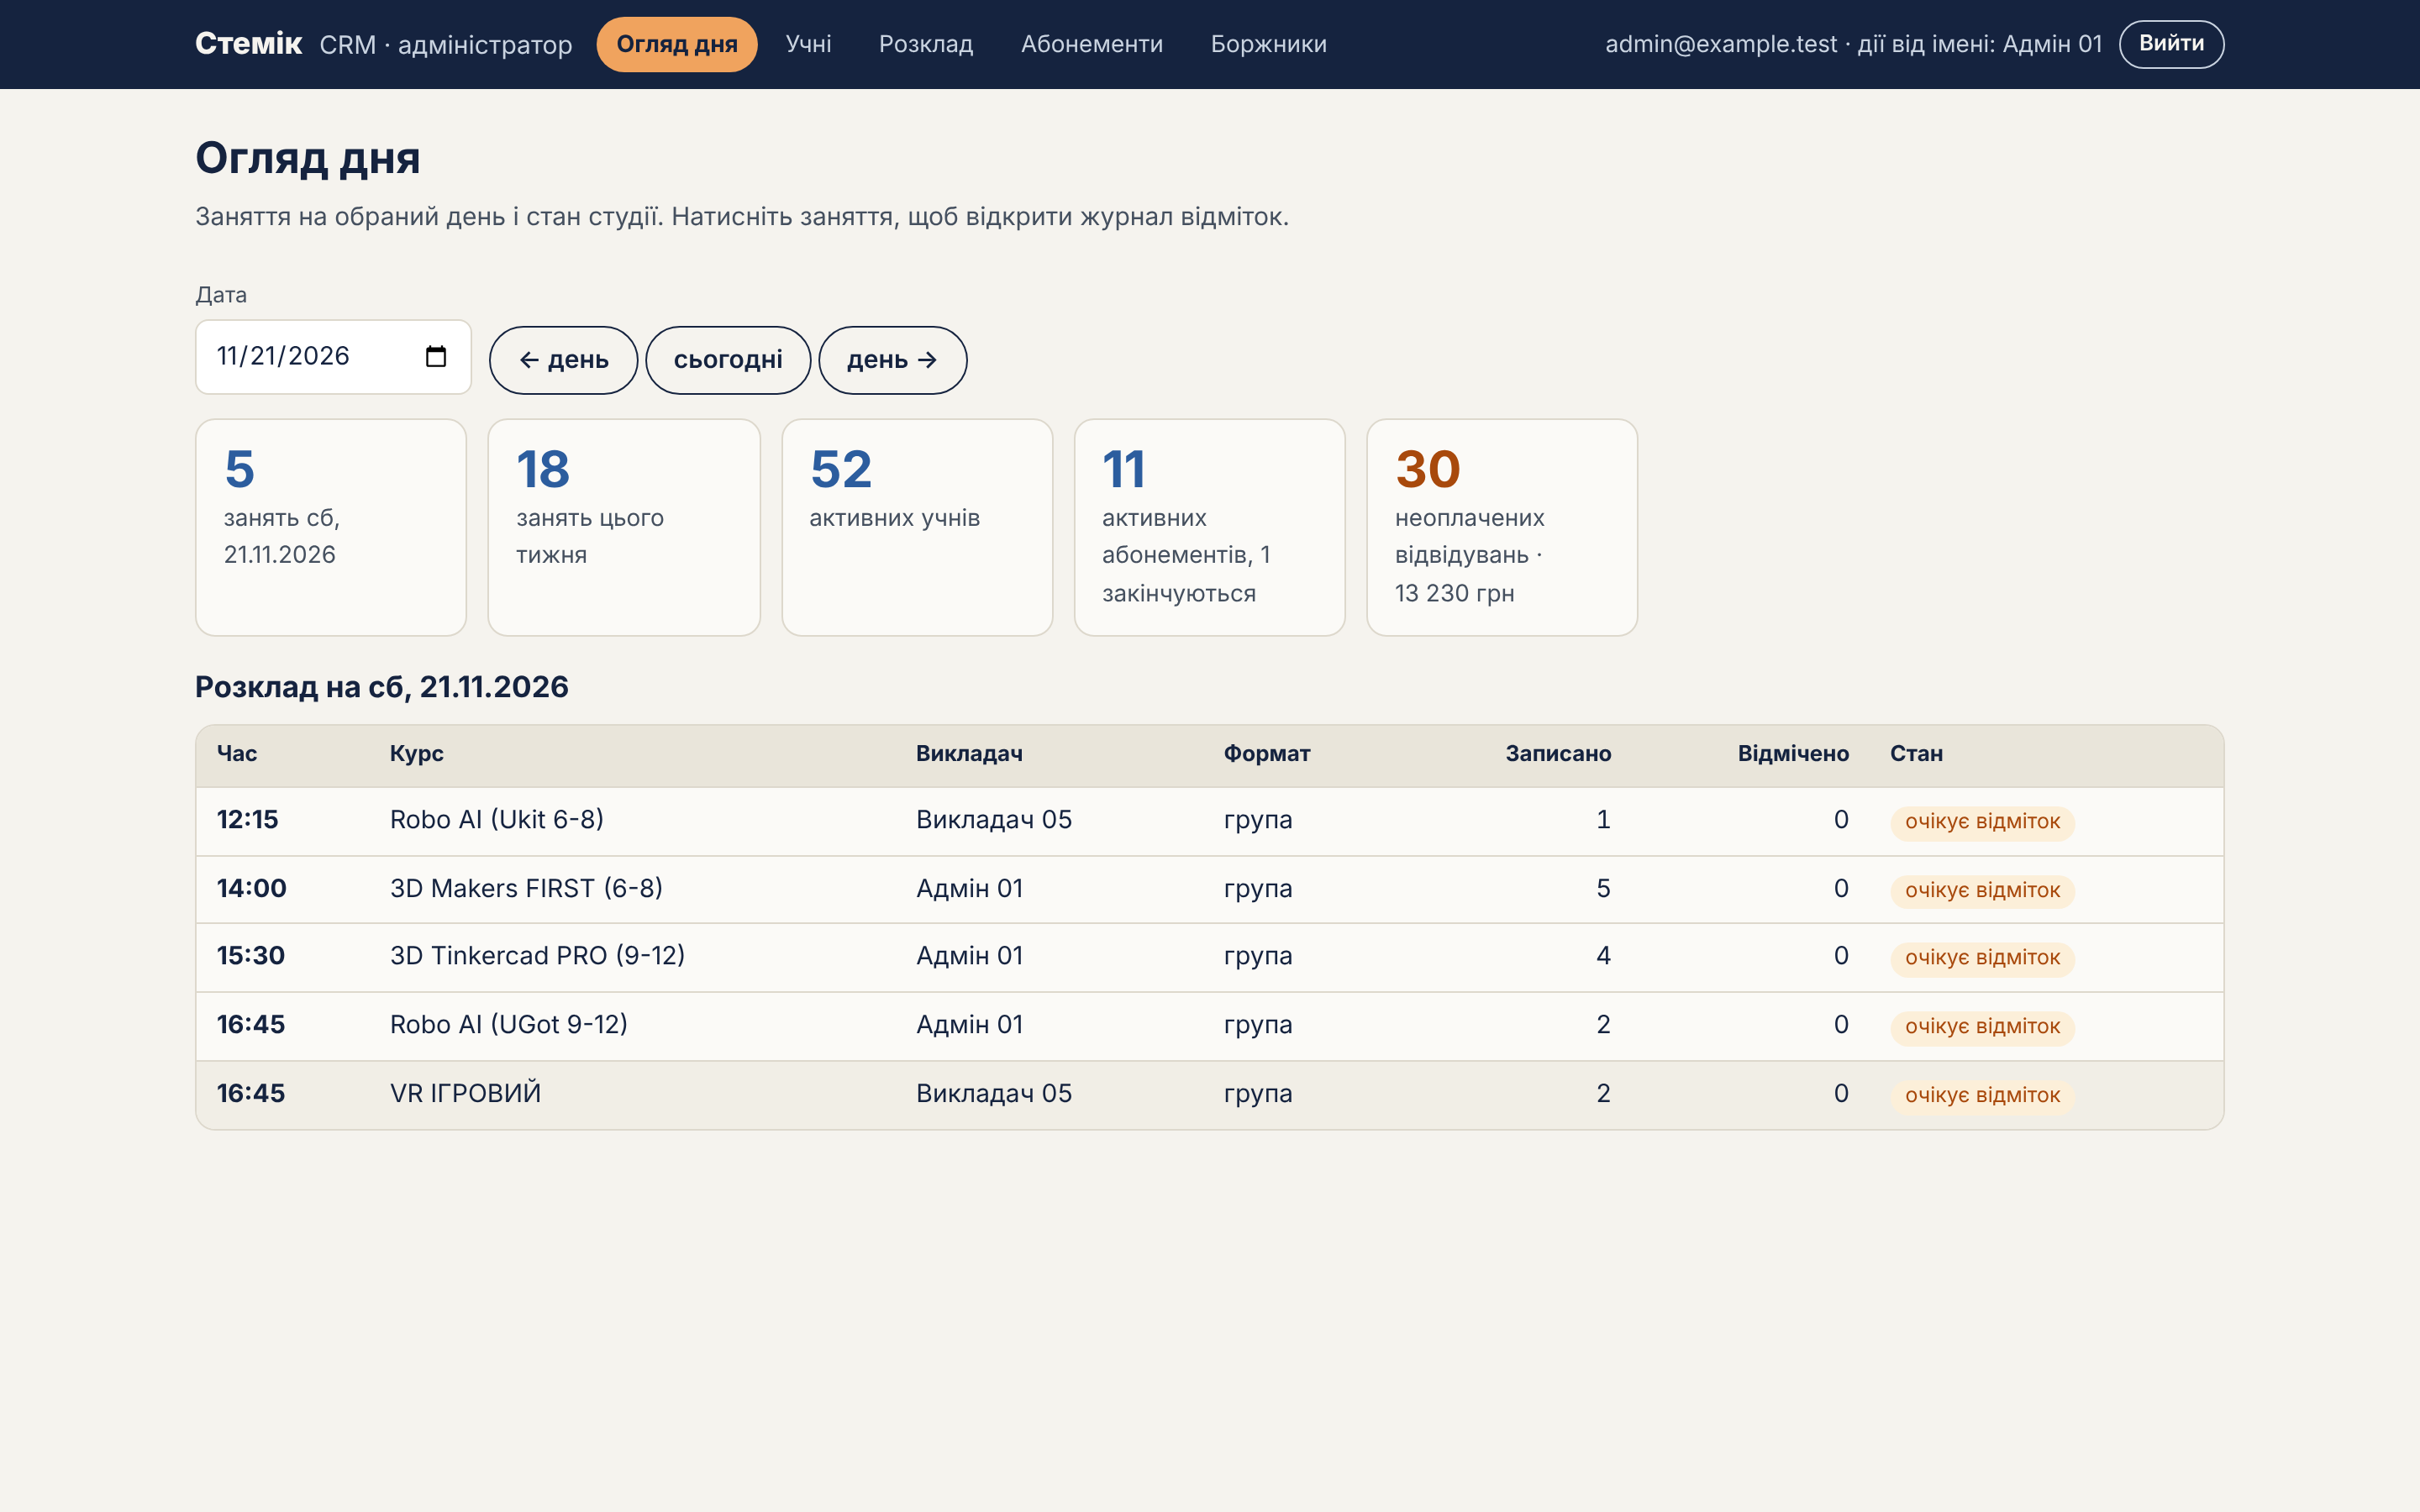 Стемік CRM · адміністратор Огляд дня Учні Розклад Абонементи Боржники admin@example.test · дії від імені: Адмін 01 Вийти
Огляд дня
Заняття на обраний день і стан студії. Натисніть заняття, щоб відкрити журнал відміток.
Дата
11/21/2026 ← день сьогодні день →
5
занять сб,
21.11.2026
18
занять цього
тижня
52
активних учнів
11
активних
абонементів, 1
закінчуються
30
неоплачених
відвідувань ·
13 230 грн
Розклад на сб, 21.11.2026
Час Курс Викладач Формат Записано Відмічено Стан
12:15 Robo AI (Ukit 6-8) Викладач 05 група 1 0 очікує відміток
14:00 3D Makers FIRST (6-8) Адмін 01 група 5 0 очікує відміток
15:30 3D Tinkercad PRO (9-12) Адмін 01 група 4 0 очікує відміток
16:45 Robo AI (UGot 9-12) Адмін 01 група 2 0 очікує відміток
16:45 VR ІГРОВИЙ Викладач 05 група 2 0 очікує відміток